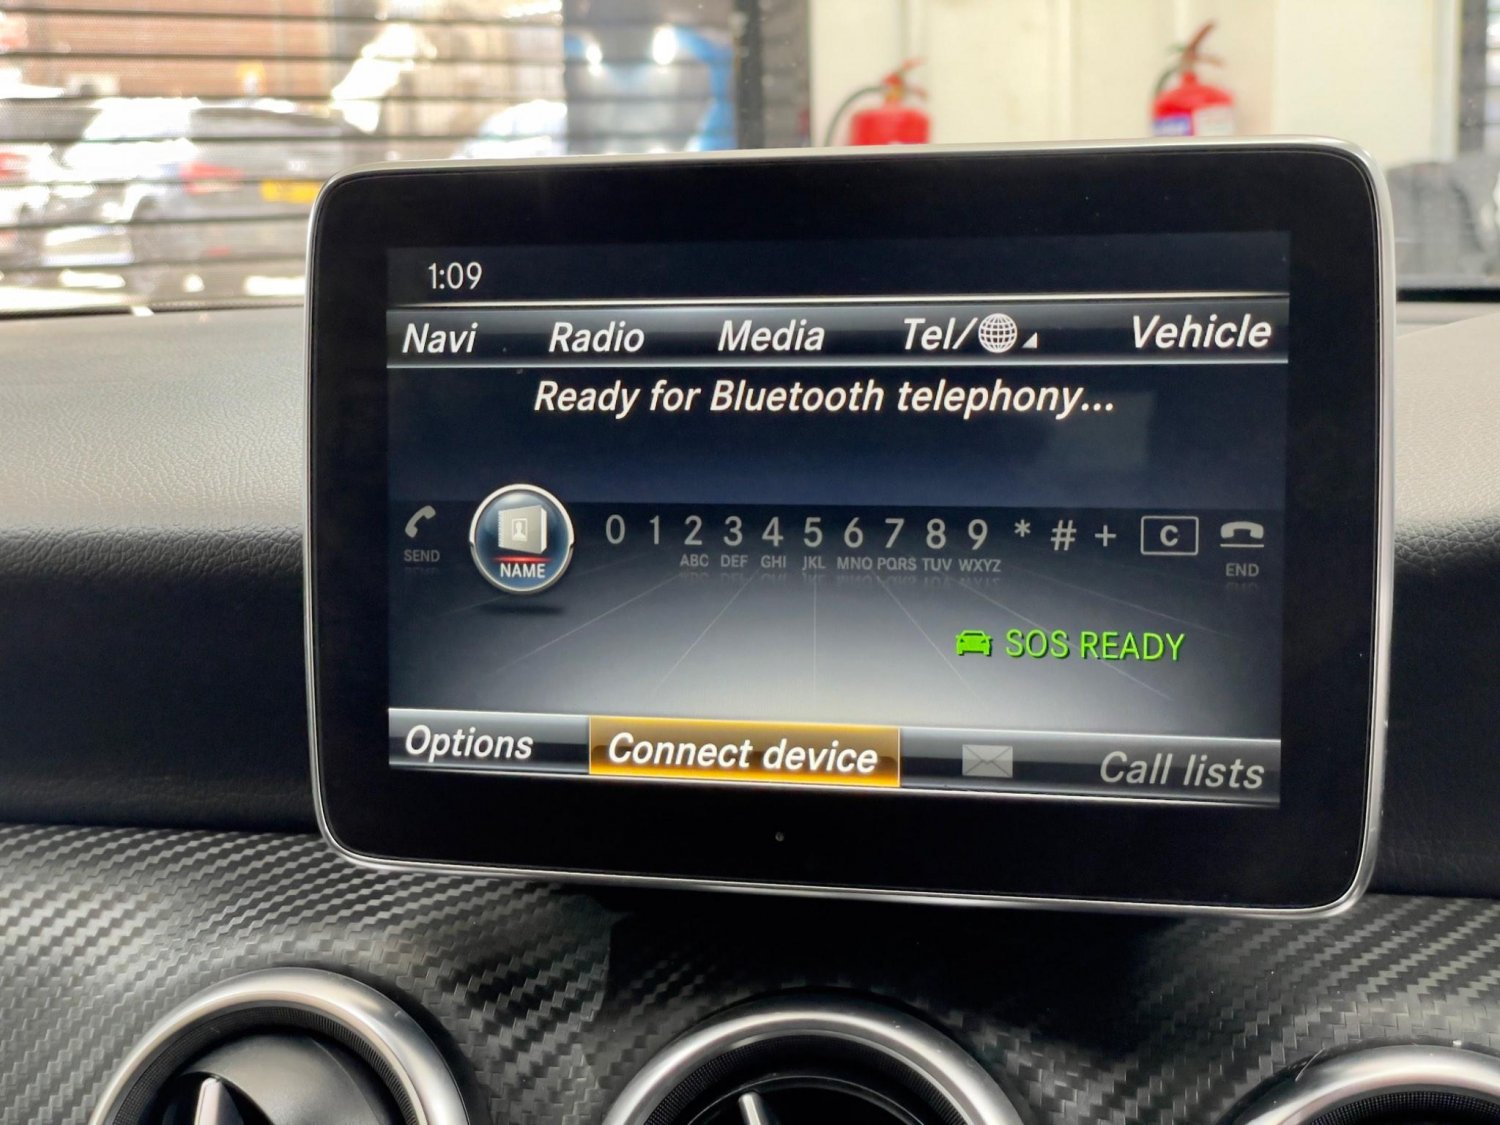 1:09
Navi Radio Media Tel/ Vehicle
Ready for Bluetooth telephony...
0 1 2 3 4 5 6 7 8 9 * # + C
SEND NAME ABC DEF GHI JKL MNO PQRS TUV WXYZ END
SOS READY
Options Connect device Call lists